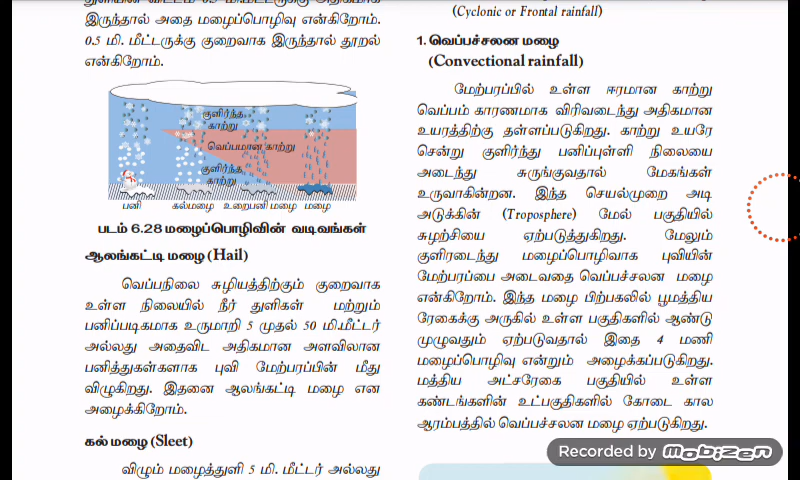 இருந்தால் அதை மழைப்பொழிவு என்கிறோம்.
0.5 மி. மீட்டருக்கு குறைவாக இருந்தால் தூறல்
என்கிறோம்.
குளிர்ந்த
காற்று
வெப்பமான காற்று
குளிர்ந்த
காற்று
பனி கல்மழை உறைபனி மழை மழை
படம் 6.28 மழைப்பொழிவின் வடிவங்கள்
ஆலங்கட்டி மழை (Hail)
வெப்பநிலை சுழியத்திற்கும் குறைவாக
உள்ள நிலையில் நீர் துளிகள் மற்றும்
பனிப்படிகமாக உருமாறி 5 முதல் 50 மி.மீட்டர்
அல்லது அதைவிட அதிகமான அளவிலான
பனித்துகள்களாக புவி மேற்பரப்பின் மீது
விழுகிறது. இதனை ஆலங்கட்டி மழை என
அழைக்கிறோம்.
கல் மழை (Sleet)
விழும் மழைத்துளி 5 மி. மீட்டர் அல்லது
(Cyclonic or Frontal rainfall)
1. வெப்பச்சலன மழை
(Convectional rainfall)
மேற்பரப்பில் உள்ள ஈரமான காற்று
வெப்பம் காரணமாக விரிவடைந்து அதிகமான
உயரத்திற்கு தள்ளப்படுகிறது. காற்று உயரே
சென்று குளிர்ந்து பனிப்புள்ளி நிலையை
அடைந்து சுருங்குவதால் மேகங்கள்
உருவாகின்றன. இந்த செயல்முறை அடி
அடுக்கின் (Troposphere) மேல் பகுதியில்
சுழற்சியை ஏற்படுத்துகிறது. மேலும்
குளிரடைந்து மழைப்பொழிவாக புவியின்
மேற்பரப்பை அடைவதை வெப்பச்சலன மழை
என்கிறோம். இந்த மழை பிற்பகலில் பூமத்திய
ரேகைக்கு அருகில் உள்ள பகுதிகளில் ஆண்டு
முழுவதும் ஏற்படுவதால் இதை 4 மணி
மழைப்பொழிவு என்றும் அழைக்கப்படுகிறது.
மத்திய அட்சரேகை பகுதியில் உள்ள
கண்டங்களின் உட்பகுதிகளில் கோடை கால
ஆரம்பத்தில் வெப்பச்சலன மழை ஏற்படுகிறது.
Recorded by mobizen